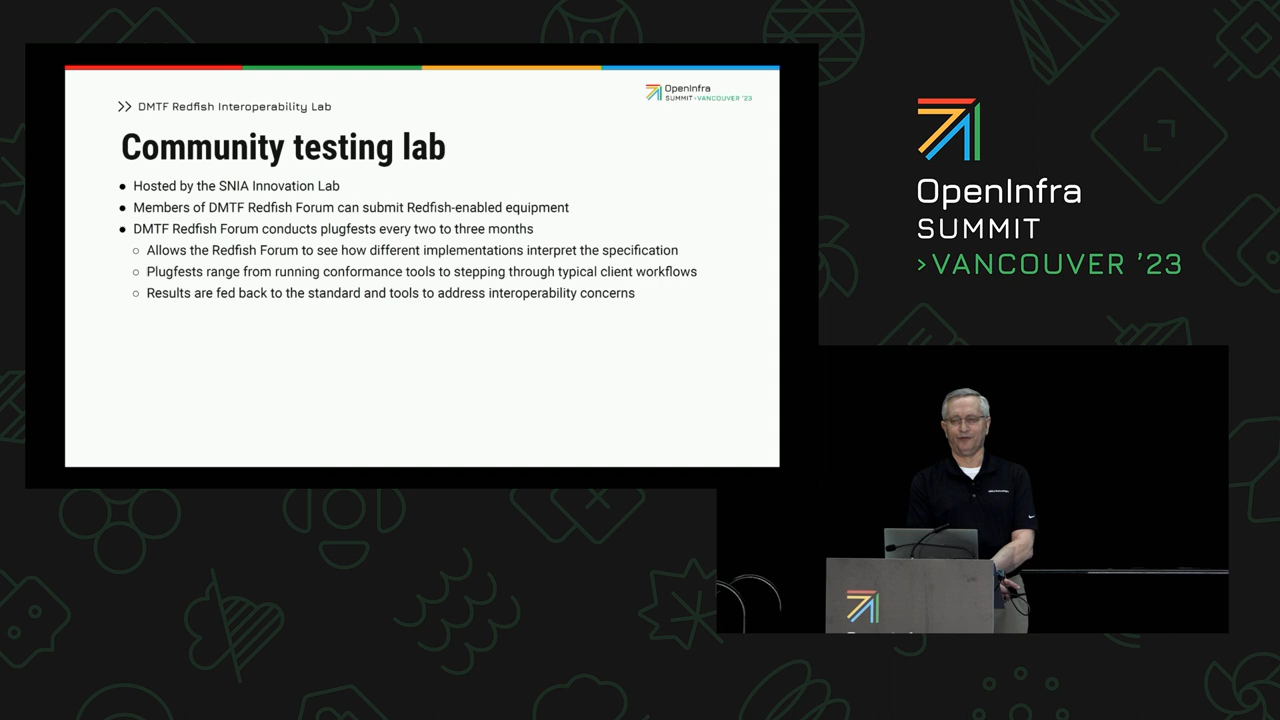 >> DMTF Redfish Interoperability Lab
OpenInfra
SUMMIT>VANCOUVER '23
Community testing lab
● Hosted by the SNIA Innovation Lab
● Members of DMTF Redfish Forum can submit Redfish-enabled equipment
● DMTF Redfish Forum conducts plugfests every two to three months
○ Allows the Redfish Forum to see how different implementations interpret the specification
○ Plugfests range from running conformance tools to stepping through typical client workflows
○ Results are fed back to the standard and tools to address interoperability concerns
OpenInfra
SUMMIT
>VANCOUVER '23